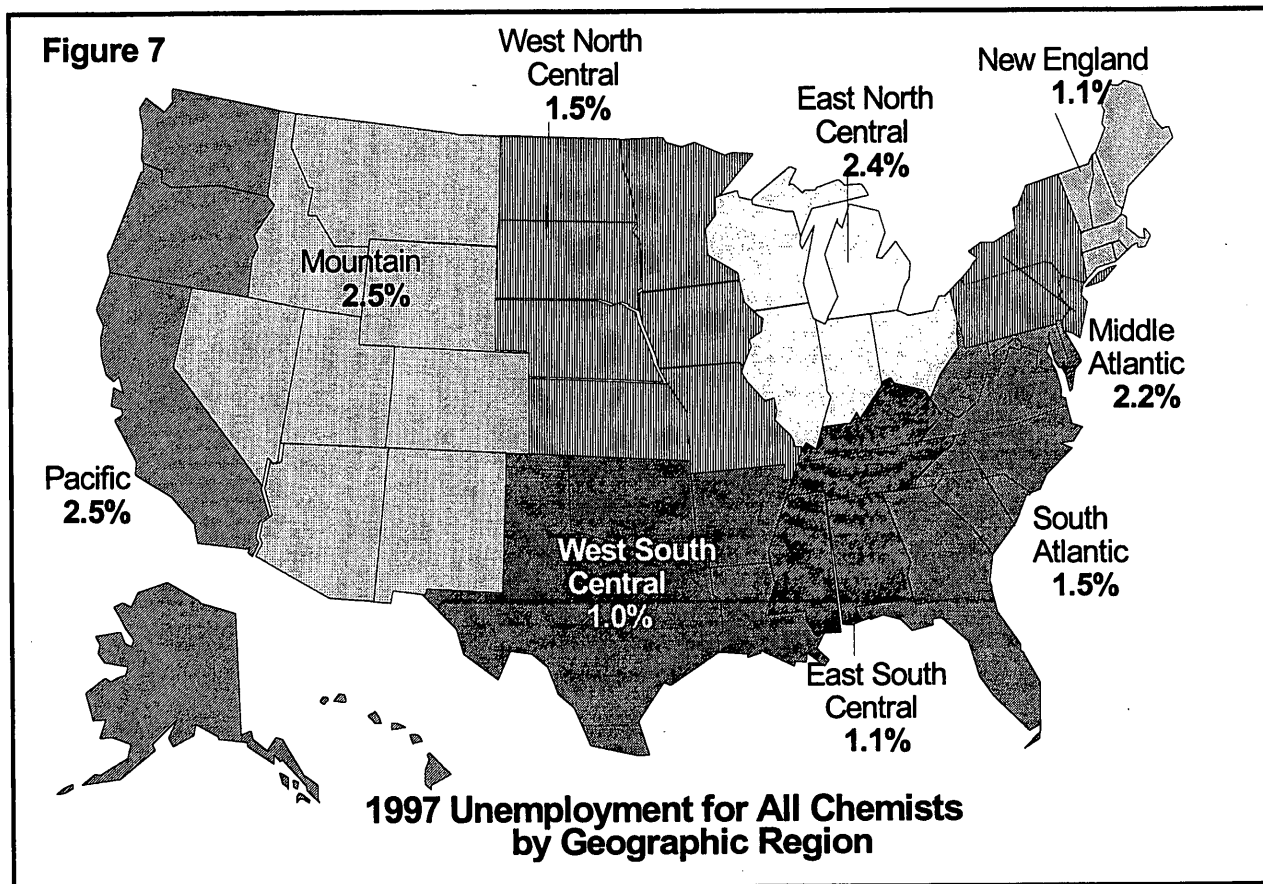 Figure 7
West North
Central
1.5%
New England
1.1%
East North
Central
2.4%
Mountain
2.5%
Middle
Atlantic
2.2%
Pacific
2.5%
South
Atlantic
1.5%
West South
Central
1.0%
East South
Central
1.1%
1997 Unemployment for All Chemists
by Geographic Region